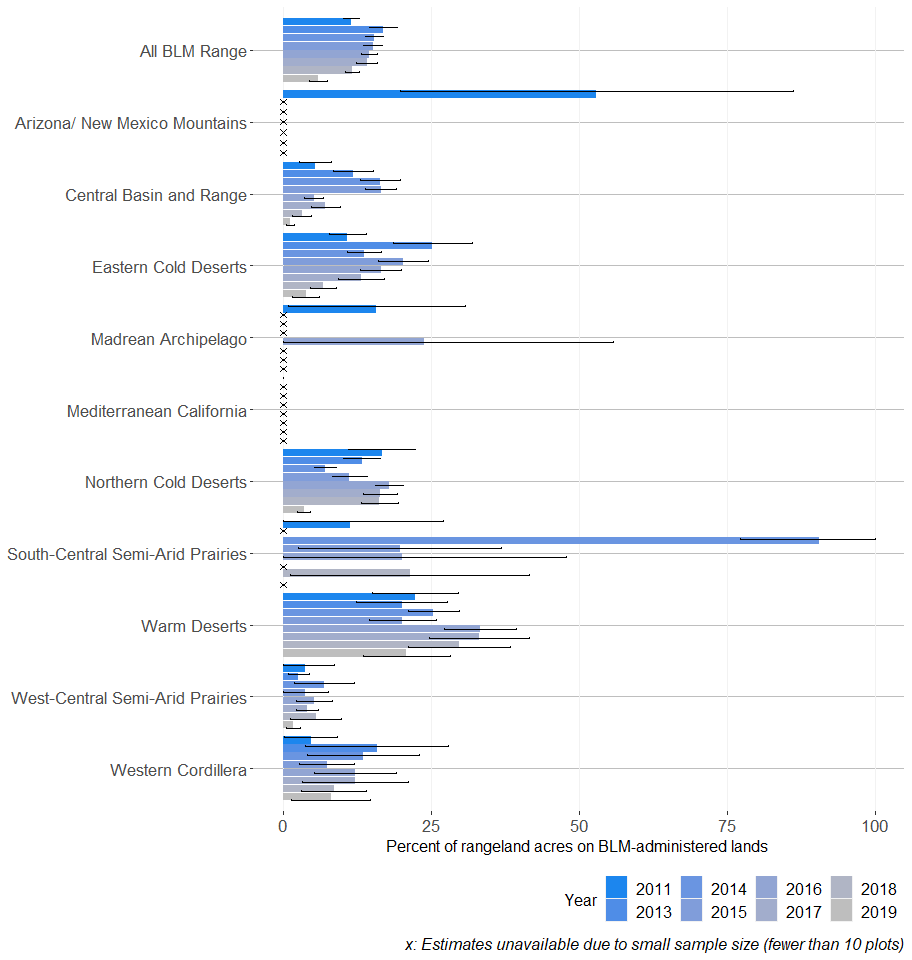 All BLM Range
Arizona/ New Mexico Mountains
Central Basin and Range
Eastern Cold Deserts
Madrean Archipelago
Mediterranean California
Northern Cold Deserts
South-Central Semi-Arid Prairies
Warm Deserts
West-Central Semi-Arid Prairies
Western Cordillera
0 25 50 75 100
Percent of rangeland acres on BLM-administered lands
Year
2011 2014 2016 2018
2013 2015 2017 2019
x: Estimates unavailable due to small sample size (fewer than 10 plots)